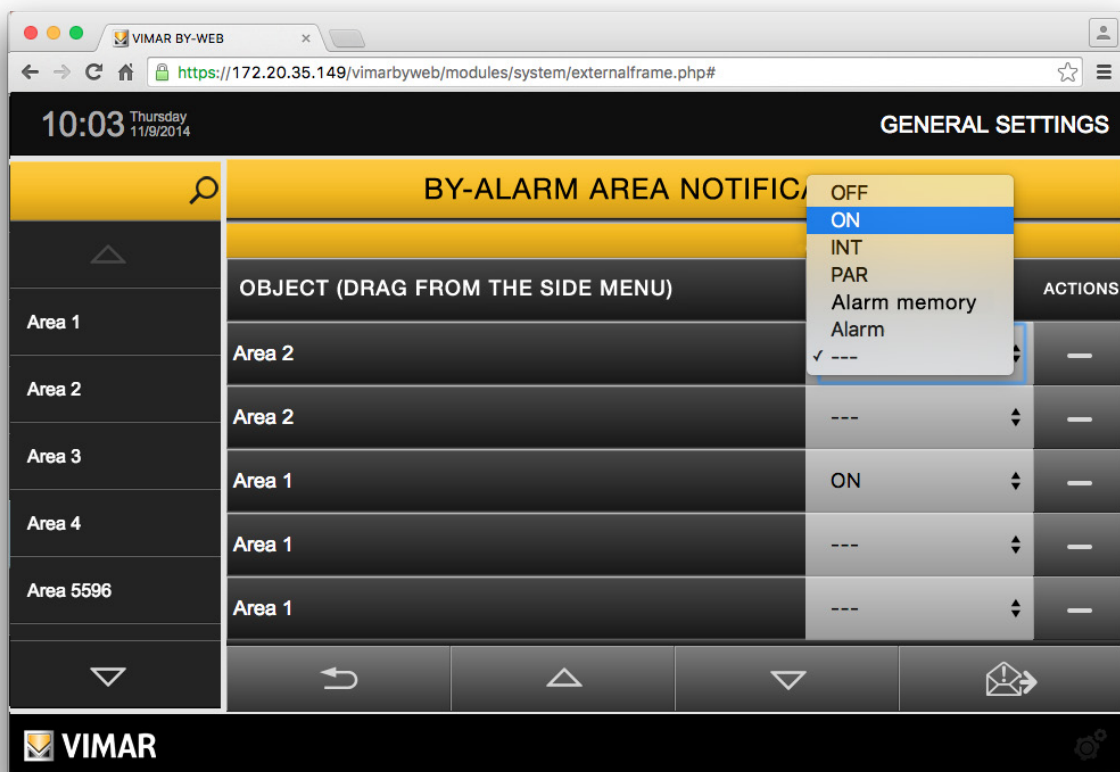 VIMAR BY-WEB
https://172.20.35.149/vimarbyweb/modules/system/externalframe.php#
10:03 Thursday
11/9/2014
GENERAL SETTINGS
BY-ALARM AREA NOTIFICA
OFF
ON
INT
PAR
Alarm memory
Alarm
✓ ---
OBJECT (DRAG FROM THE SIDE MENU)
ACTIONS
Area 1
Area 2
Area 3
Area 4
Area 5596
Area 2
Area 2 ---
Area 1 ON
Area 1 ---
Area 1 ---
VIMAR